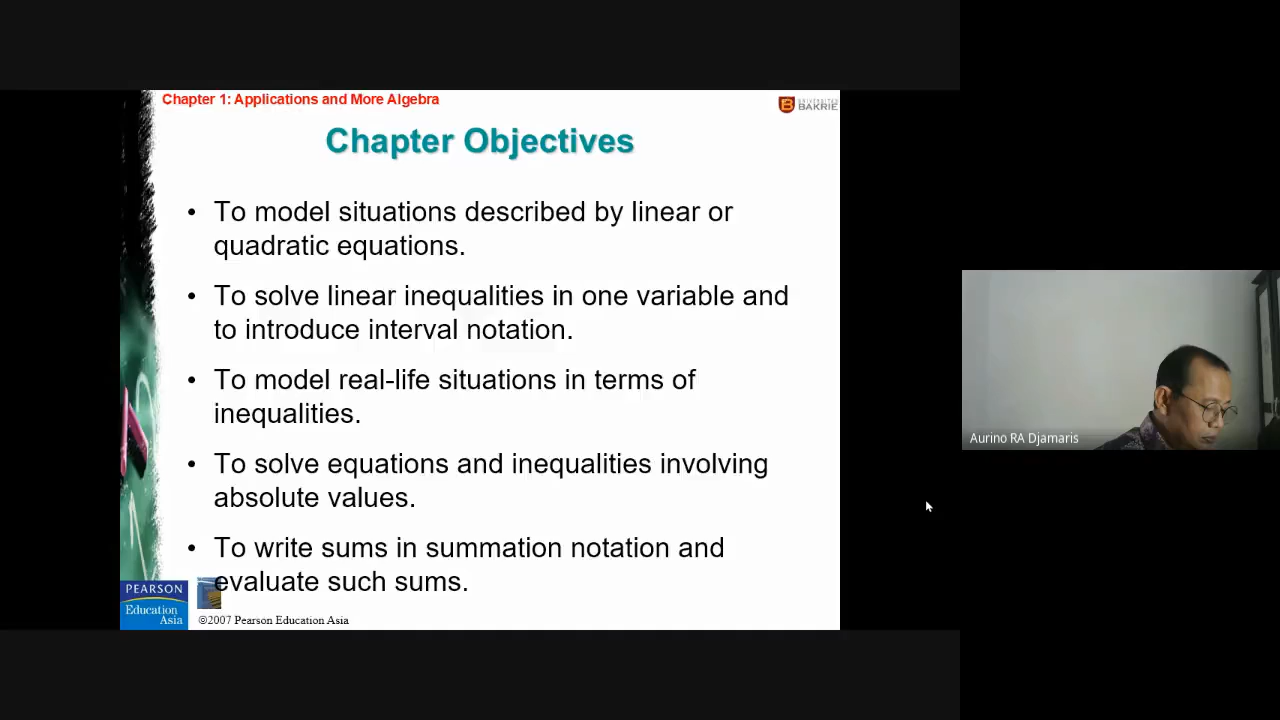 Chapter 1: Applications and More Algebra
UNIVERSITAS
BAKRIE
Chapter Objectives
• To model situations described by linear or
quadratic equations.
• To solve linear inequalities in one variable and
to introduce interval notation.
• To model real-life situations in terms of
inequalities.
• To solve equations and inequalities involving
absolute values.
• To write sums in summation notation and
evaluate such sums.
PEARSON
Education
Asia
©2007 Pearson Education Asia
Aurino RA Djamaris